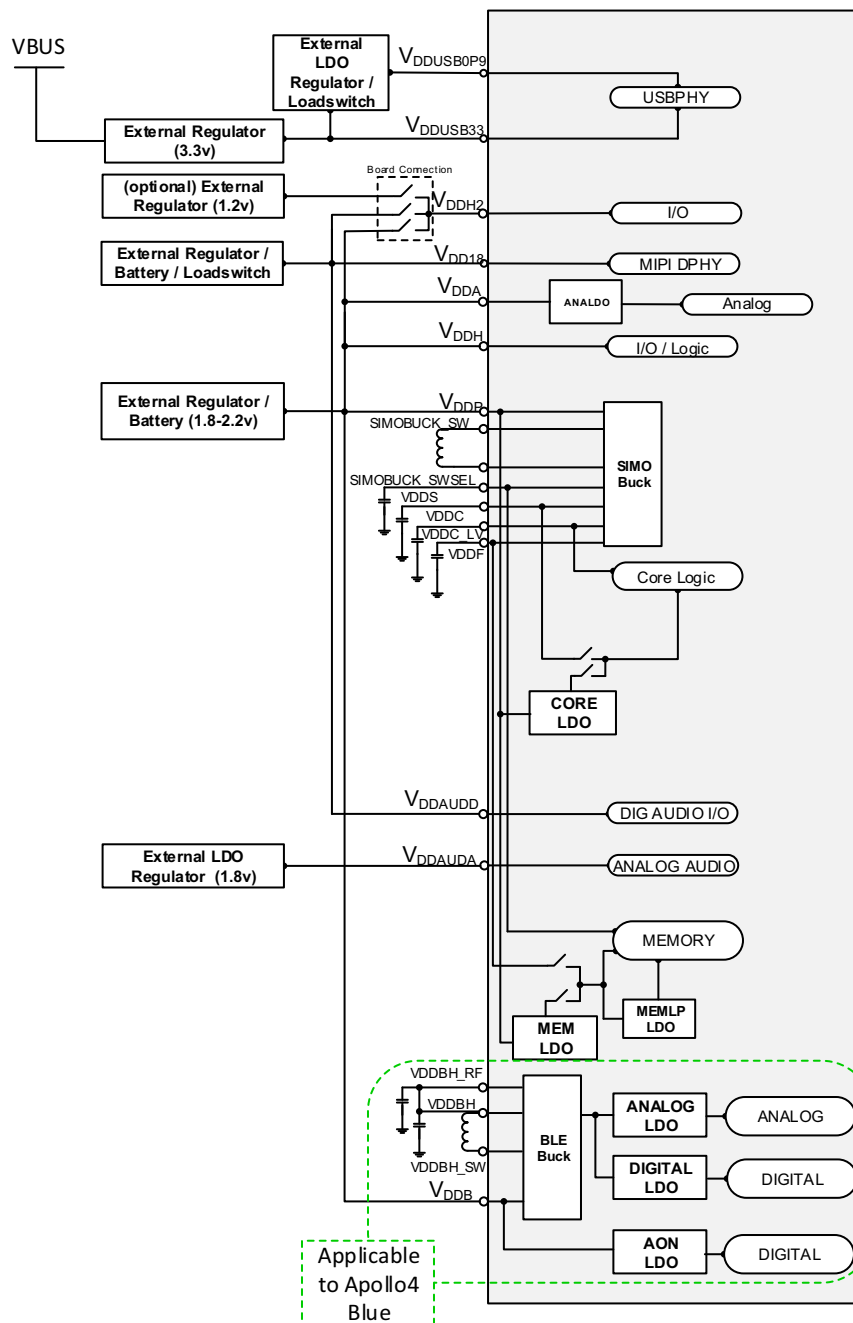 VBUS
External
LDO
Regulator /
Loadswitch
VDDUSB0P9
USBPHY
External Regulator
(3.3v)
VDDUSB33
Board Connection
(optional) External
Regulator (1.2v)
VDDH2
I/O
External Regulator /
Battery / Loadswitch
VDD18
MIPI DPHY
VDDA
ANALDO
Analog
VDDH
I/O / Logic
External Regulator /
Battery (1.8-2.2v)
VDDP
SIMOBUCK_SW
SIMO
Buck
SIMOBUCK_SWSEL
VDDS
VDDC
VDDC_LV
VDDF
Core Logic
CORE
LDO
VDDAUDD
DIG AUDIO I/O
External LDO
Regulator (1.8v)
VDDAUDA
ANALOG AUDIO
MEMORY
MEM
LDO
MEMLP
LDO
VDDBH_RF
VDDBH
VDDBH_SW
BLE
Buck
ANALOG
LDO
ANALOG
DIGITAL
LDO
DIGITAL
VDDB
AON
LDO
DIGITAL
Applicable
to Apollo4
Blue